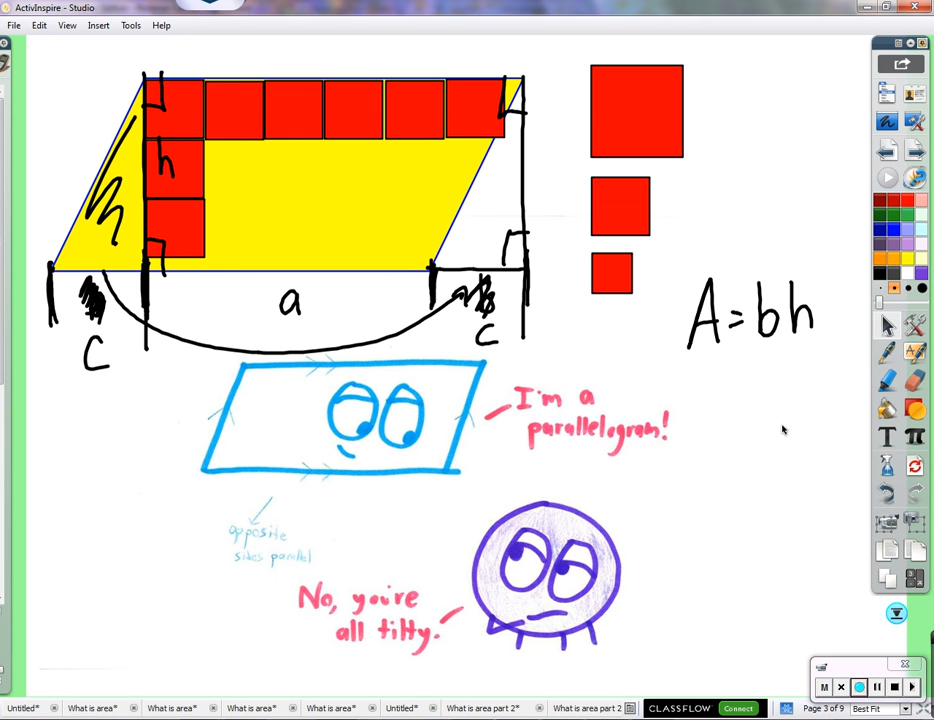 ActivInspire - Studio
File Edit View Insert Tools Help
h
a
C
C
A=bh
I'm a
parallelogram!
opposite
sides parallel
No, you're
all tilty.
M
Untitled* What is area* What is area* What is area* What is area* Untitled* What is area part 2* What is area part 2 CLASSFLOW Connect Page 3 of 9 Best Fit